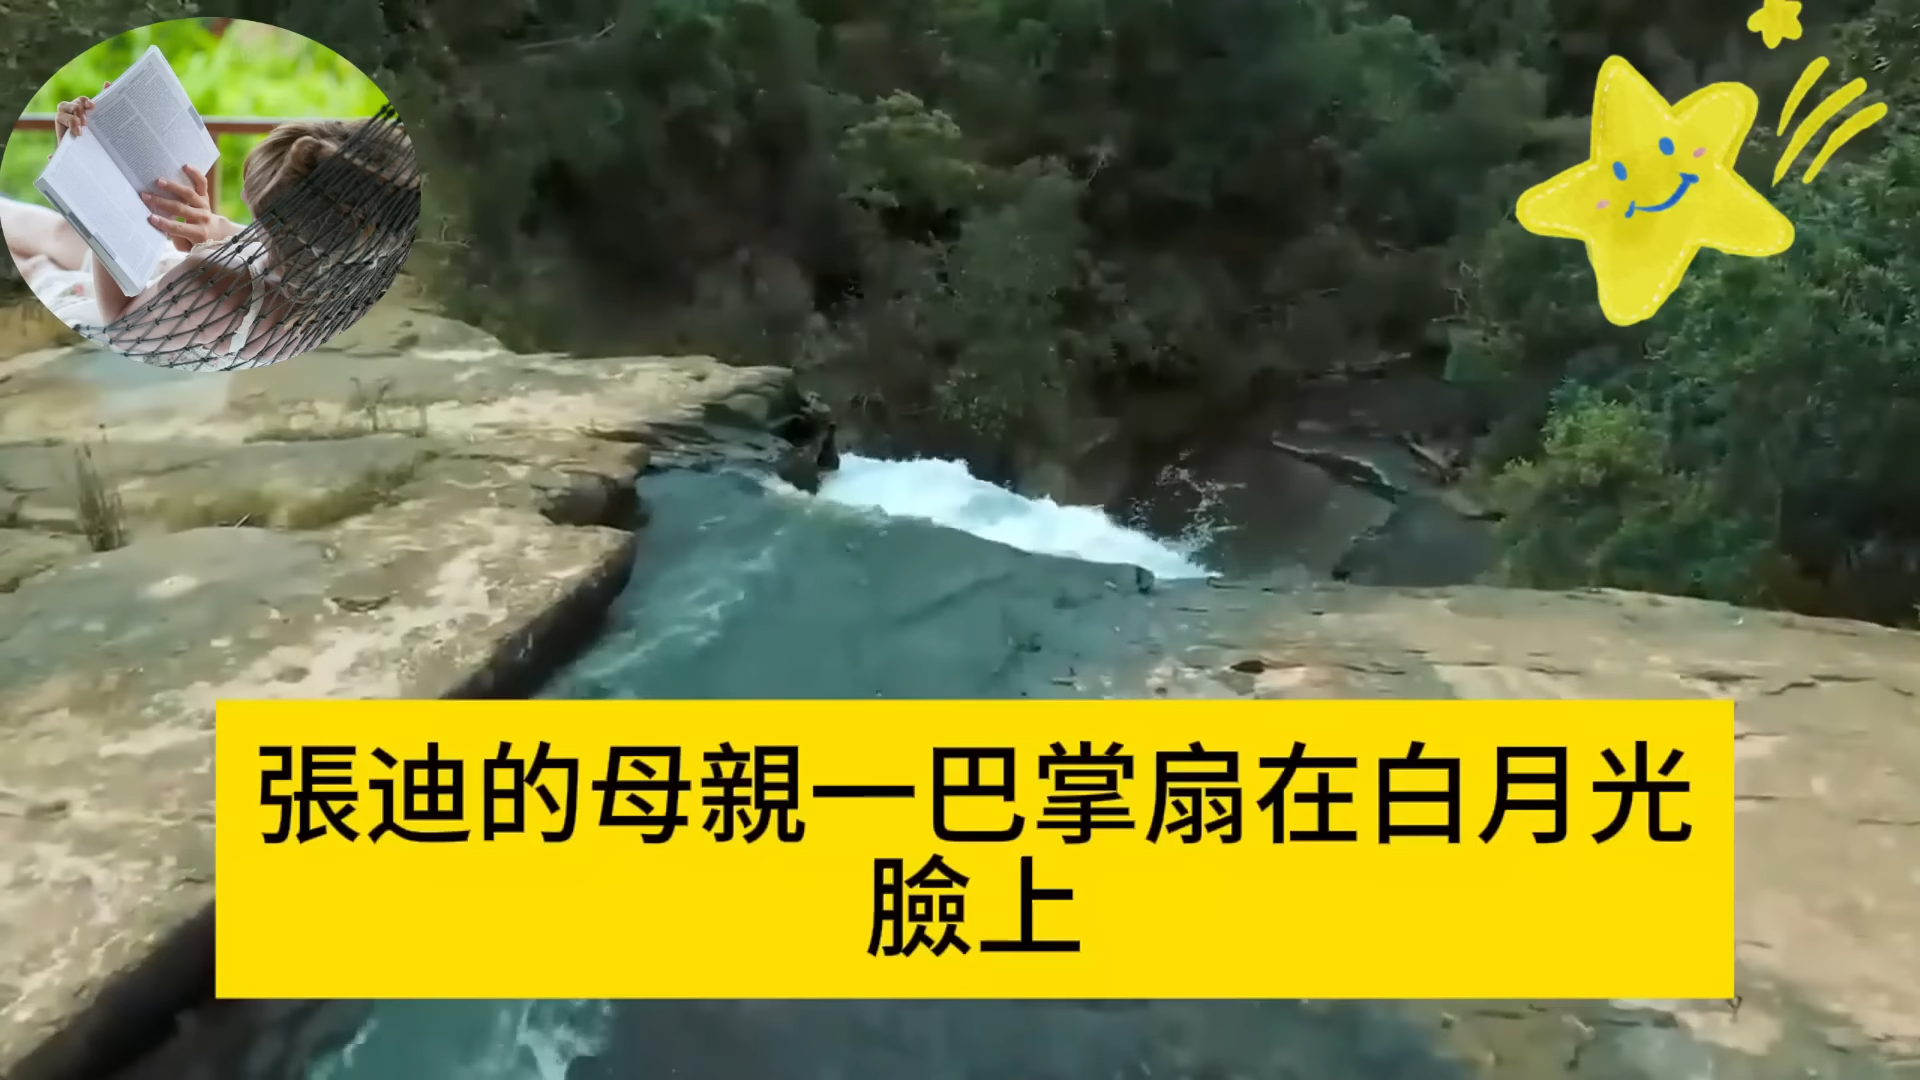 張迪的母親一巴掌扇在白月光
臉上